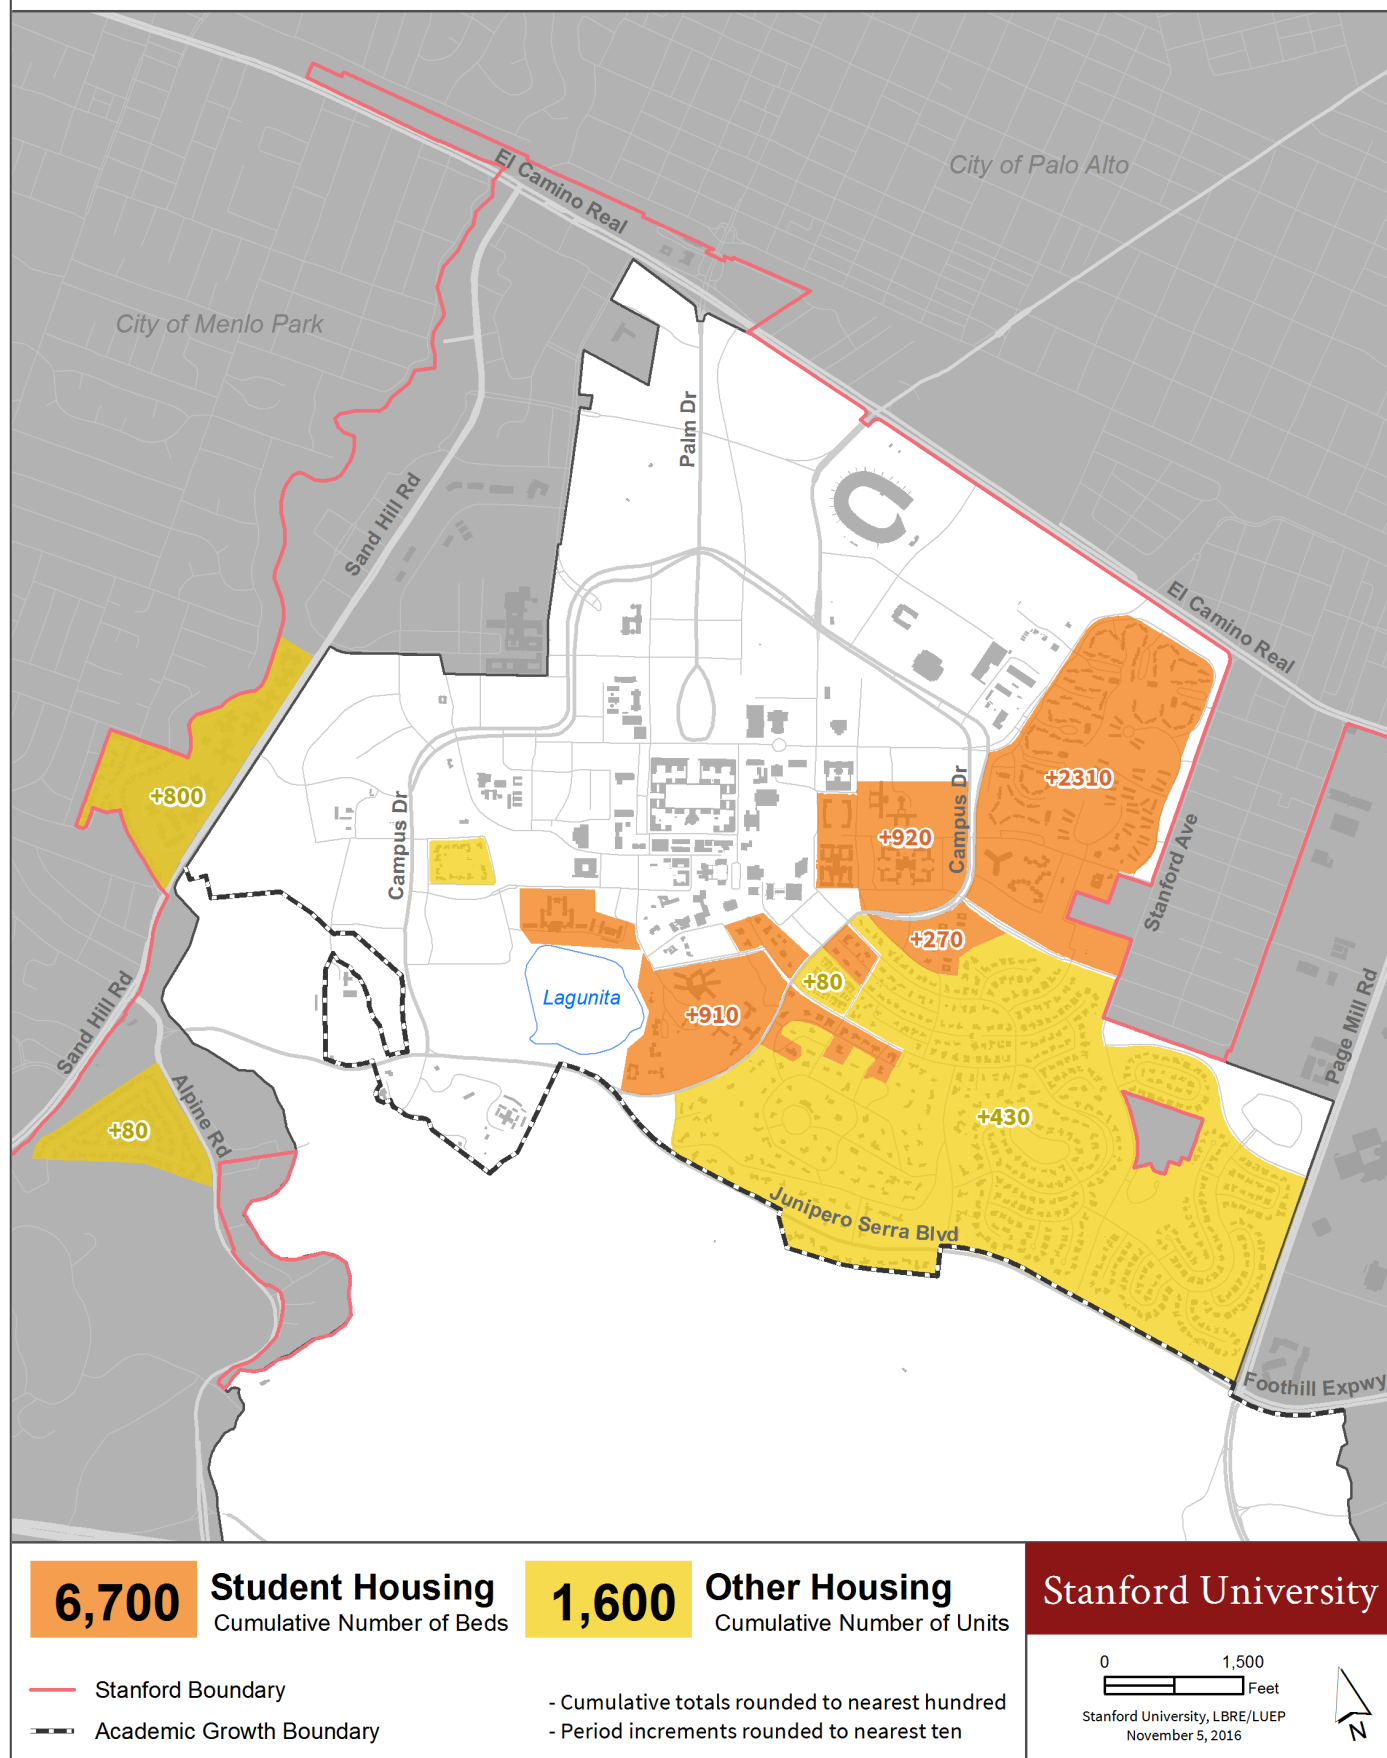 El Camino Real
City of Palo Alto
City of Menlo Park
Palm Dr
Sand Hill Rd
El Camino Real
+800
+2310
Campus Dr
+920
Campus Dr
Stanford Ave
+270
+80
Lagunita
+910
Sand Hill Rd
Page Mill Rd
Alpine Rd
+80
+430
Junipero Serra Blvd
Foothill Expwy
6,700
Student Housing
Cumulative Number of Beds
1,600
Other Housing
Cumulative Number of Units
Stanford University
Stanford Boundary
Academic Growth Boundary
- Cumulative totals rounded to nearest hundred
- Period increments rounded to nearest ten
0 1,500
Feet
Stanford University, LBRE/LUEP
November 5, 2016
N